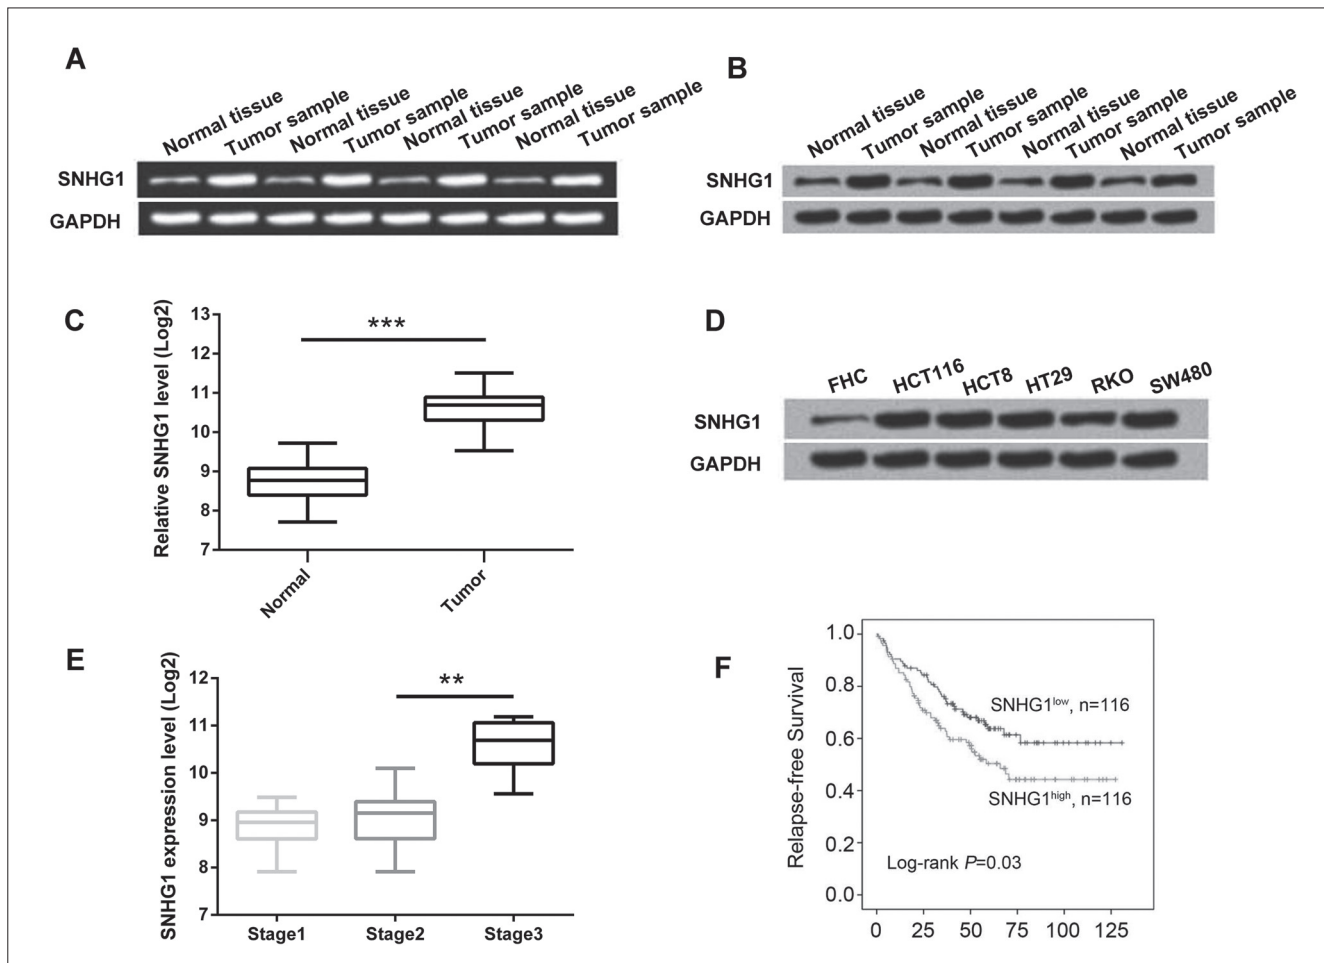 A
Normal tissue Tumor sample Normal tissue Tumor sample Normal tissue Tumor sample Normal tissue Tumor sample
SNHG1
GAPDH
B
Normal tissue Tumor sample Normal tissue Tumor sample Normal tissue Tumor sample Normal tissue Tumor sample
SNHG1
GAPDH
C
Relative SNHG1 level (Log2)
13
12
11
10
9
8
7
***
Normal Tumor
D
FHC HCT116 HCT8 HT29 RKO SW480
SNHG1
GAPDH
E
SNHG1 expression level (Log2)
12
11
10
9
8
7
**
Stage1 Stage2 Stage3
F
Relapse-free Survival
1.0
0.8
0.6
0.4
0.2
0.0
SNHG1low, n=116
SNHG1high, n=116
Log-rank P=0.03
0 25 50 75 100 125